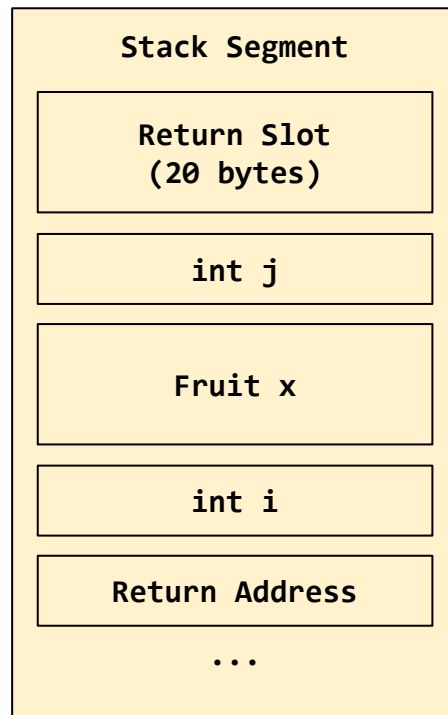 Stack Segment
Return Slot
(20 bytes)
int j
Fruit x
int i
Return Address
...